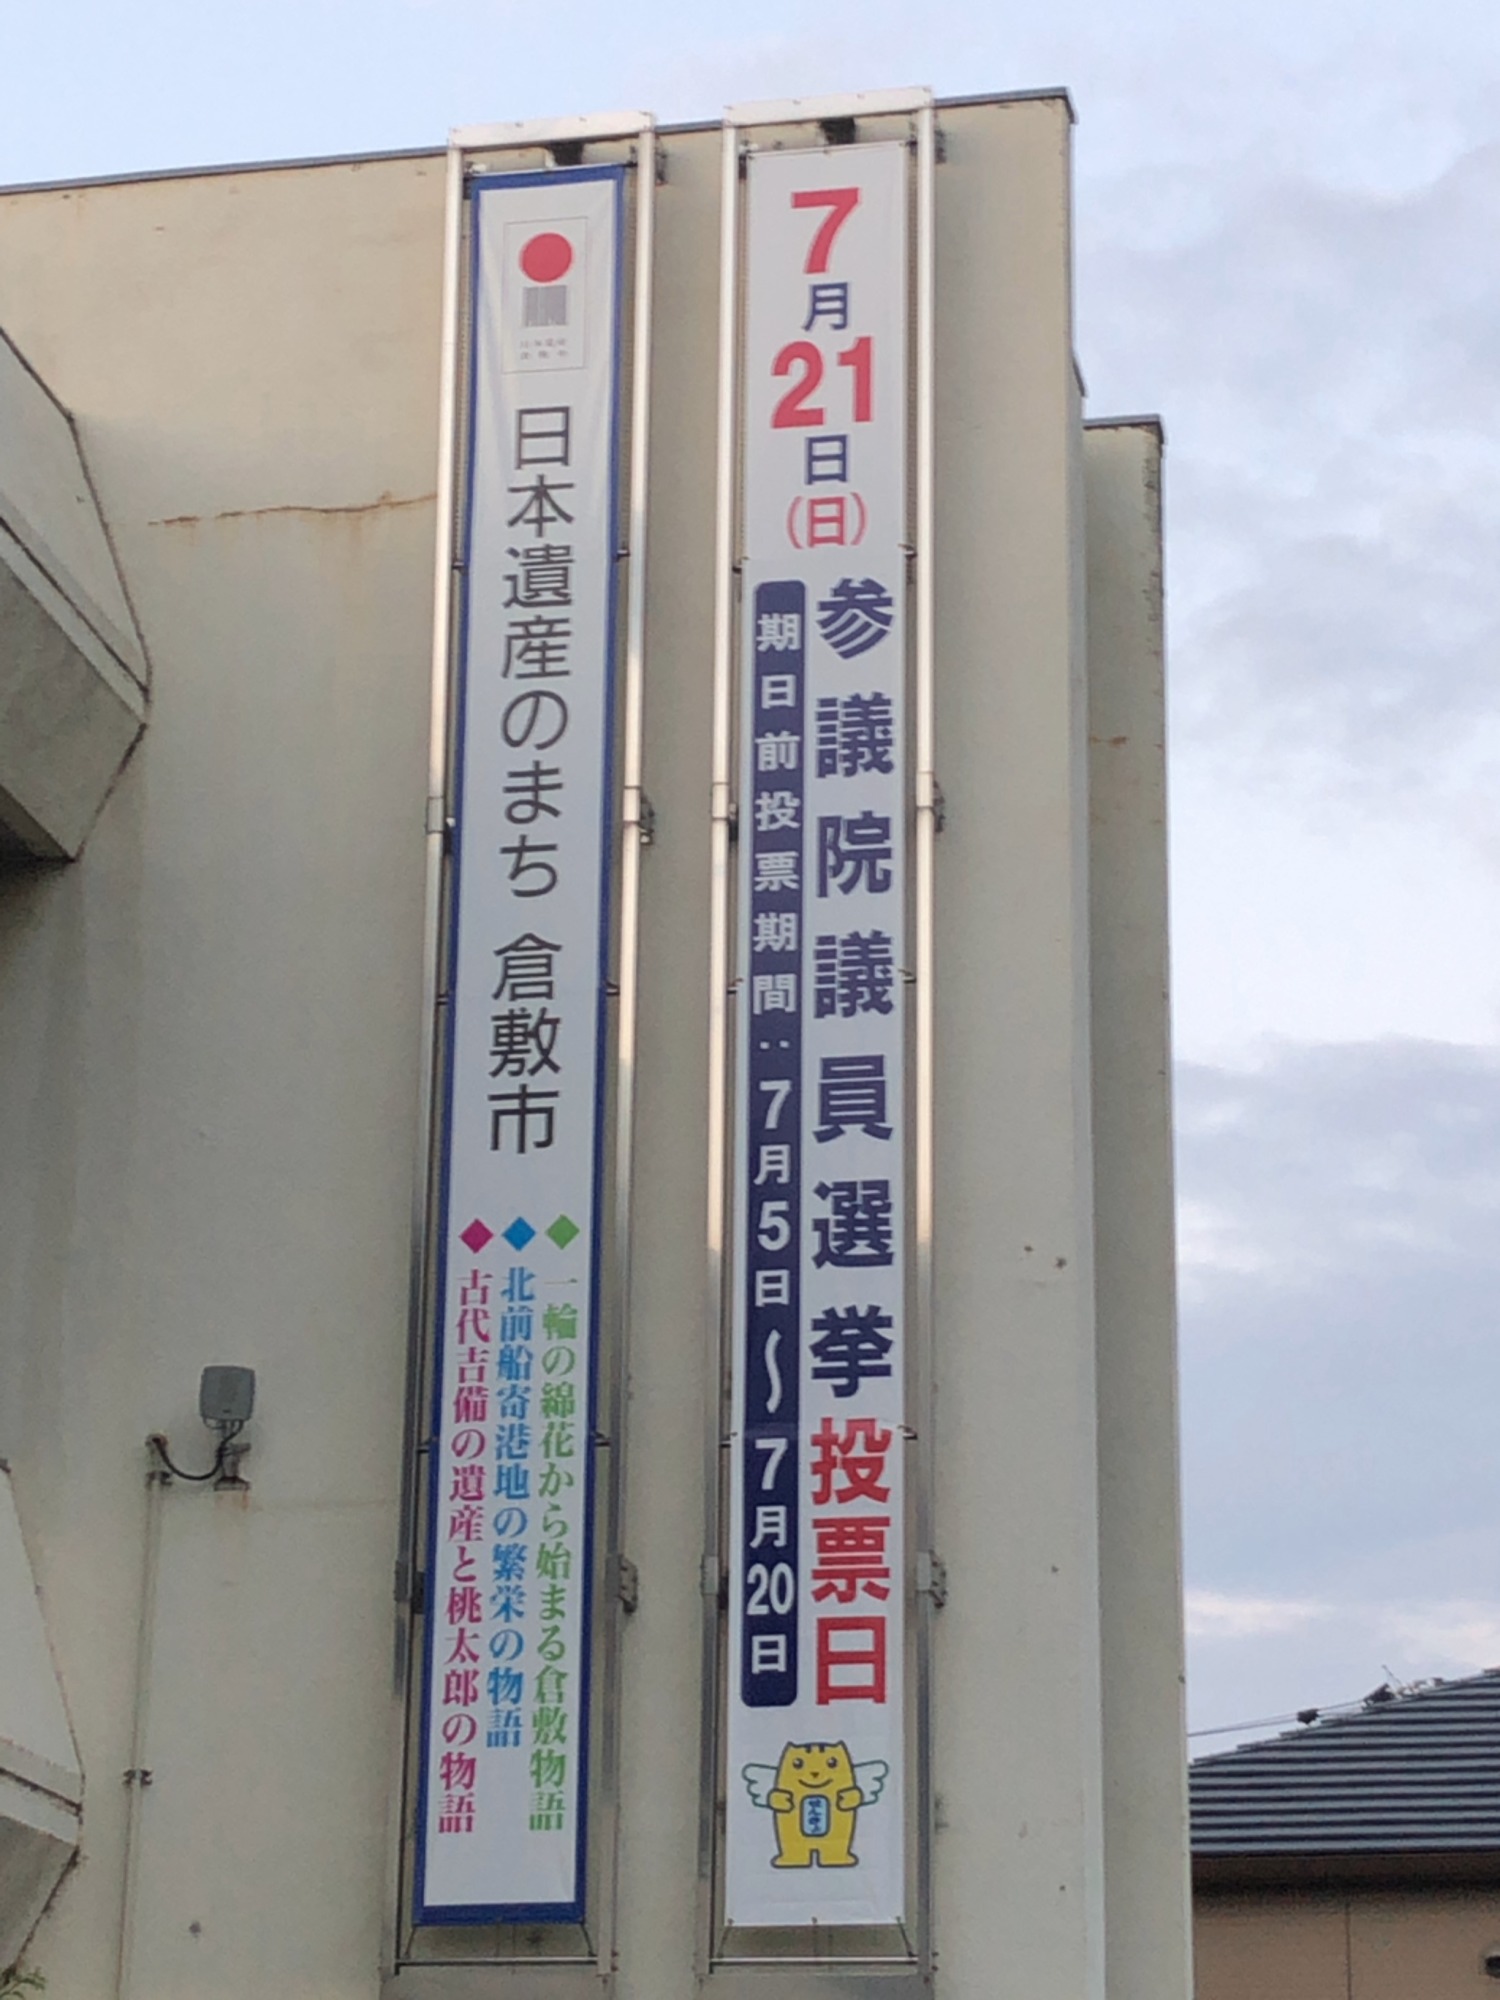 7月21日(日)
参議院議員選挙投票日
期日前投票期間:7月5日〜7月20日
日本遺産のまち 倉敷市
◆一輪の綿花から始まる倉敷物語
◆北前船寄港地の繁栄の物語
◆古代吉備の遺産と桃太郎の物語